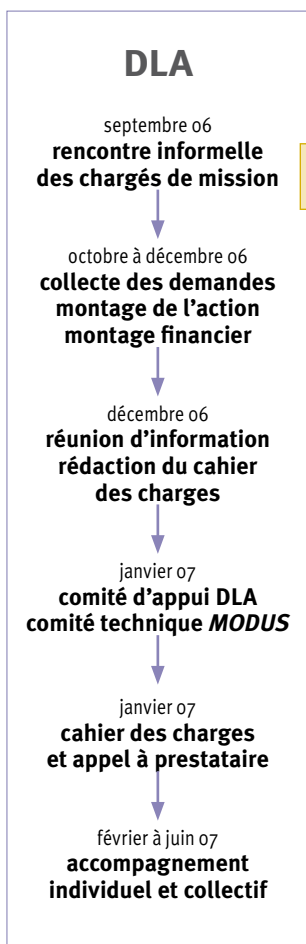 DLA
septembre 06
rencontre informelle
des chargés de mission
octobre à décembre 06
collecte des demandes
montage de l'action
montage financier
décembre 06
réunion d'information
rédaction du cahier
des charges
janvier 07
comité d'appui DLA
comité technique MODUS
janvier 07
cahier des charges
et appel à prestataire
février à juin 07
accompagnement
individuel et collectif